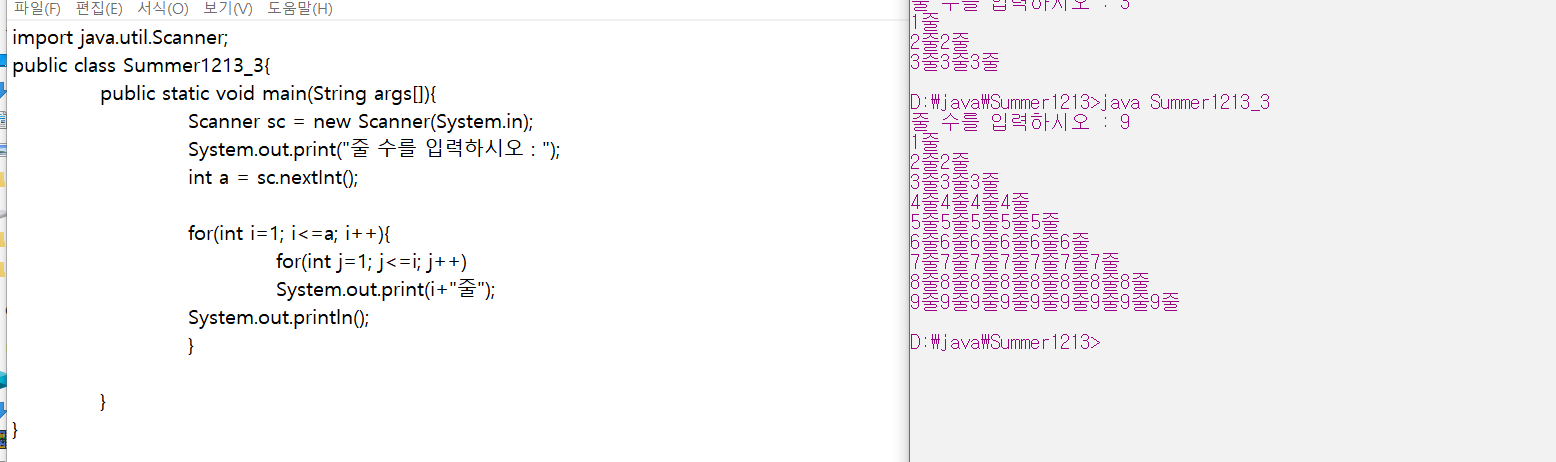 파일(F) 편집(E) 서식(O) 보기(V) 도움말(H)
import java.util.Scanner;
public class Summer1213_3{
public static void main(String args[]){
Scanner sc = new Scanner(System.in);
System.out.print("줄 수를 입력하시오 : ");
int a = sc.nextInt();
for(int i=1; i<=a; i++){
for(int j=1; j<=i; j++)
System.out.print(i+"줄");
System.out.println();
}
}
}
줄 수를 입력하시오 : 3
1줄
2줄2줄
3줄3줄3줄
D:\java\Summer1213>java Summer1213_3
줄 수를 입력하시오 : 9
1줄
2줄2줄
3줄3줄3줄
4줄4줄4줄4줄
5줄5줄5줄5줄5줄
6줄6줄6줄6줄6줄6줄
7줄7줄7줄7줄7줄7줄7줄
8줄8줄8줄8줄8줄8줄8줄8줄
9줄9줄9줄9줄9줄9줄9줄9줄9줄
D:\java\Summer1213>